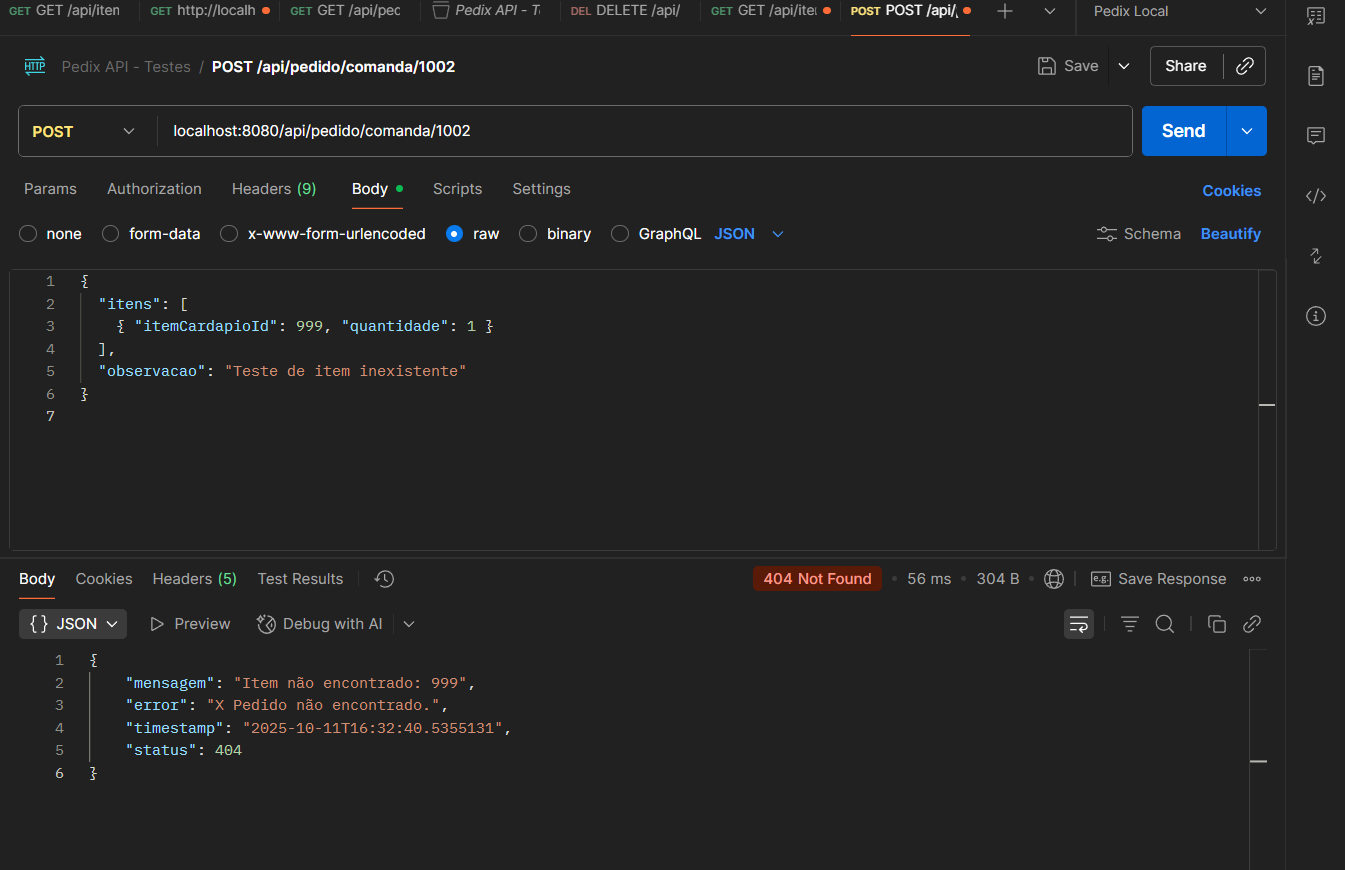 GET GET /api/iten
GET http://localh
GET GET /api/pec
Pedix API - Te
DEL DELETE /api/
GET GET /api/iter
POST POST /api/
Pedix Local
HTTP Pedix API - Testes / POST /api/pedido/comanda/1002
Save
Share
POST localhost:8080/api/pedido/comanda/1002
Send
Params Authorization Headers (9) Body Scripts Settings
Cookies
none form-data x-www-form-urlencoded raw binary GraphQL JSON
Schema Beautify
1 {
2 "itens": [
3 { "itemCardapioId": 999, "quantidade": 1 }
4 ],
5 "observacao": "Teste de item inexistente"
6 }
7
Body Cookies Headers (5) Test Results
404 Not Found • 56 ms • 304 B •
e.g. Save Response
{} JSON Preview Debug with AI
1 {
2 "mensagem": "Item não encontrado: 999",
3 "error": "X Pedido não encontrado.",
4 "timestamp": "2025-10-11T16:32:40.5355131",
5 "status": 404
6 }